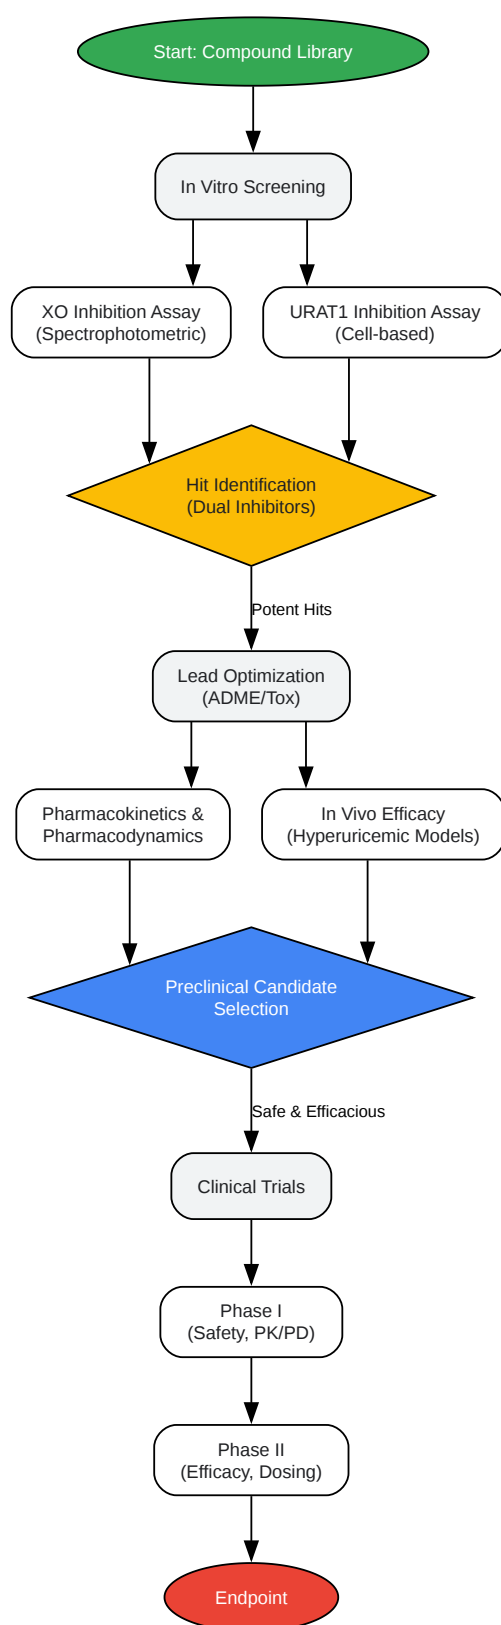 Start: Compound Library
In Vitro Screening
XO Inhibition Assay
(Spectrophotometric)
URAT1 Inhibition Assay
(Cell-based)
Hit Identification
(Dual Inhibitors)
Potent Hits
Lead Optimization
(ADME/Tox)
Pharmacokinetics &
Pharmacodynamics
In Vivo Efficacy
(Hyperuricemic Models)
Preclinical Candidate
Selection
Safe & Efficacious
Clinical Trials
Phase I
(Safety, PK/PD)
Phase II
(Efficacy, Dosing)
Endpoint